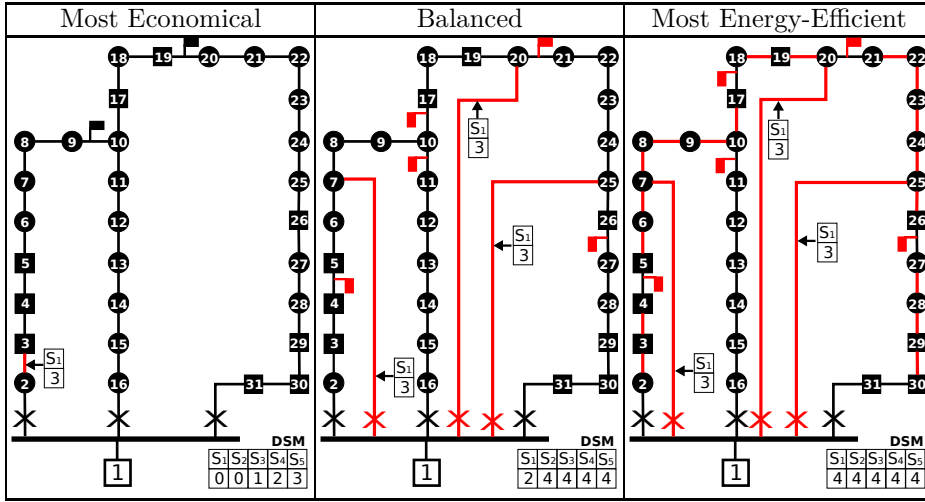 Most Economical Balanced Most Energy-Efficient
18 19 20 21 22
17 23
8 9 10 24
7 11 25
6 12 26
5 13 27
4 14 28
3 15 29
S1
3
2 16 31 30
DSM
1
S1 S2 S3 S4 S5
0 0 1 2 3
18 19 20 21 22
17 23
S1
3
8 9 10 24
7 11 25
6 12 26
S1
3
5 13 27
4 14 28
3 15 29
S1
3
2 16 31 30
DSM
1
S1 S2 S3 S4 S5
2 4 4 4 4
18 19 20 21 22
17 23
S1
3
8 9 10 24
7 11 25
6 12 26
S1
3
5 13 27
4 14 28
3 15 29
S1
3
2 16 31 30
DSM
1
S1 S2 S3 S4 S5
4 4 4 4 4